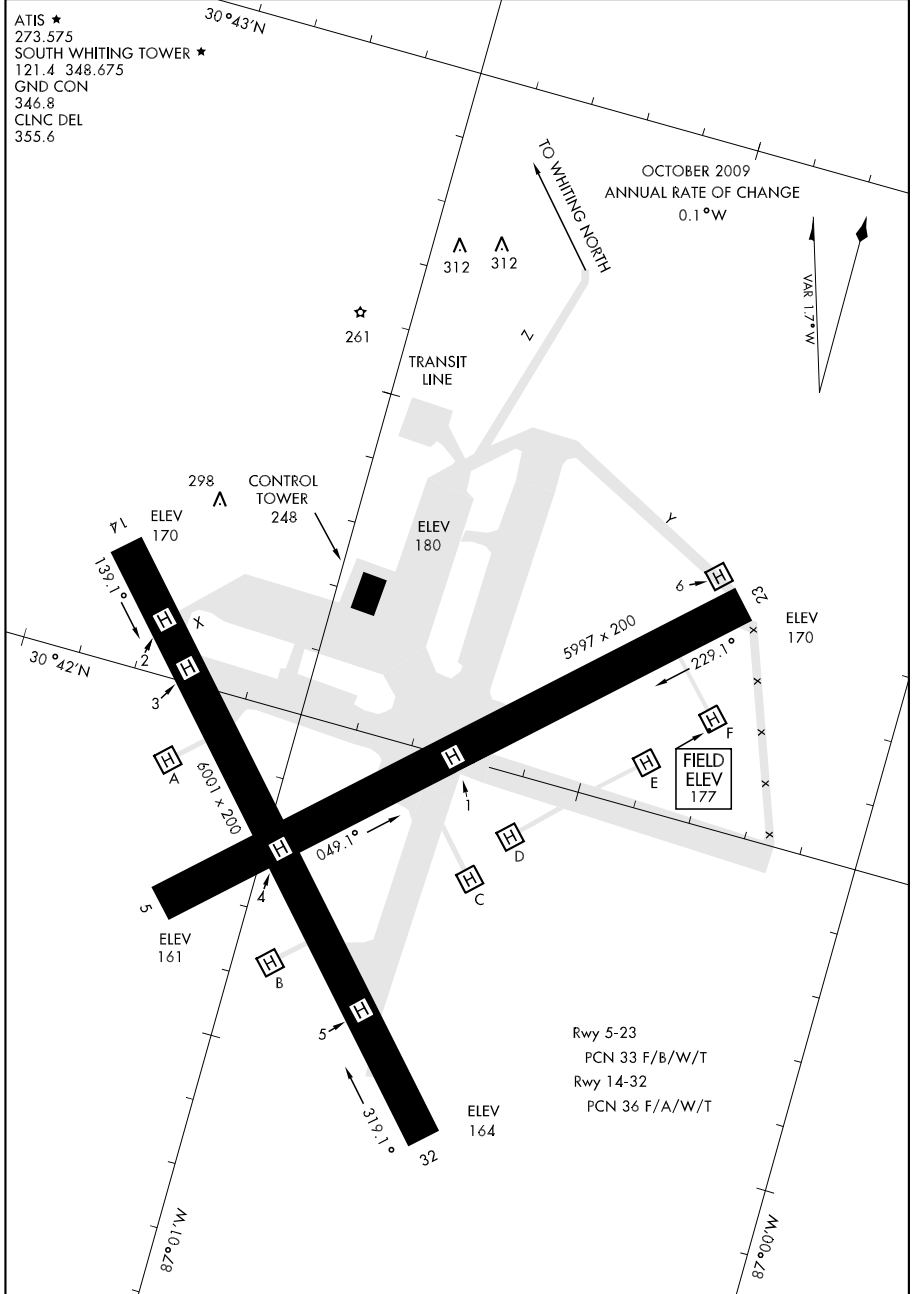 ATIS ★
273.575
SOUTH WHITING TOWER ★
121.4 348.675
GND CON
346.8
CLNC DEL
355.6
30°43'N
TO WHITING NORTH
OCTOBER 2009
ANNUAL RATE OF CHANGE
0.1°W
VAR 1.7°W
312
312
261
Z
TRANSIT
LINE
298
CONTROL
TOWER
248
14
ELEV
170
139.1°
ELEV
180
Y
H
6
23
ELEV
170
5997 x 200
229.1°
H
X
2
30°42'N
H
3
H
A
6001 x 200
H
F
FIELD
ELEV
177
H
E
H
1
H
D
H
C
049.1°
H
4
5
ELEV
161
H
B
H
5
319.1°
32
ELEV
164
Rwy 5-23
PCN 33 F/B/W/T
Rwy 14-32
PCN 36 F/A/W/T
87°01'W
87°00'W
x
x
x
x
x